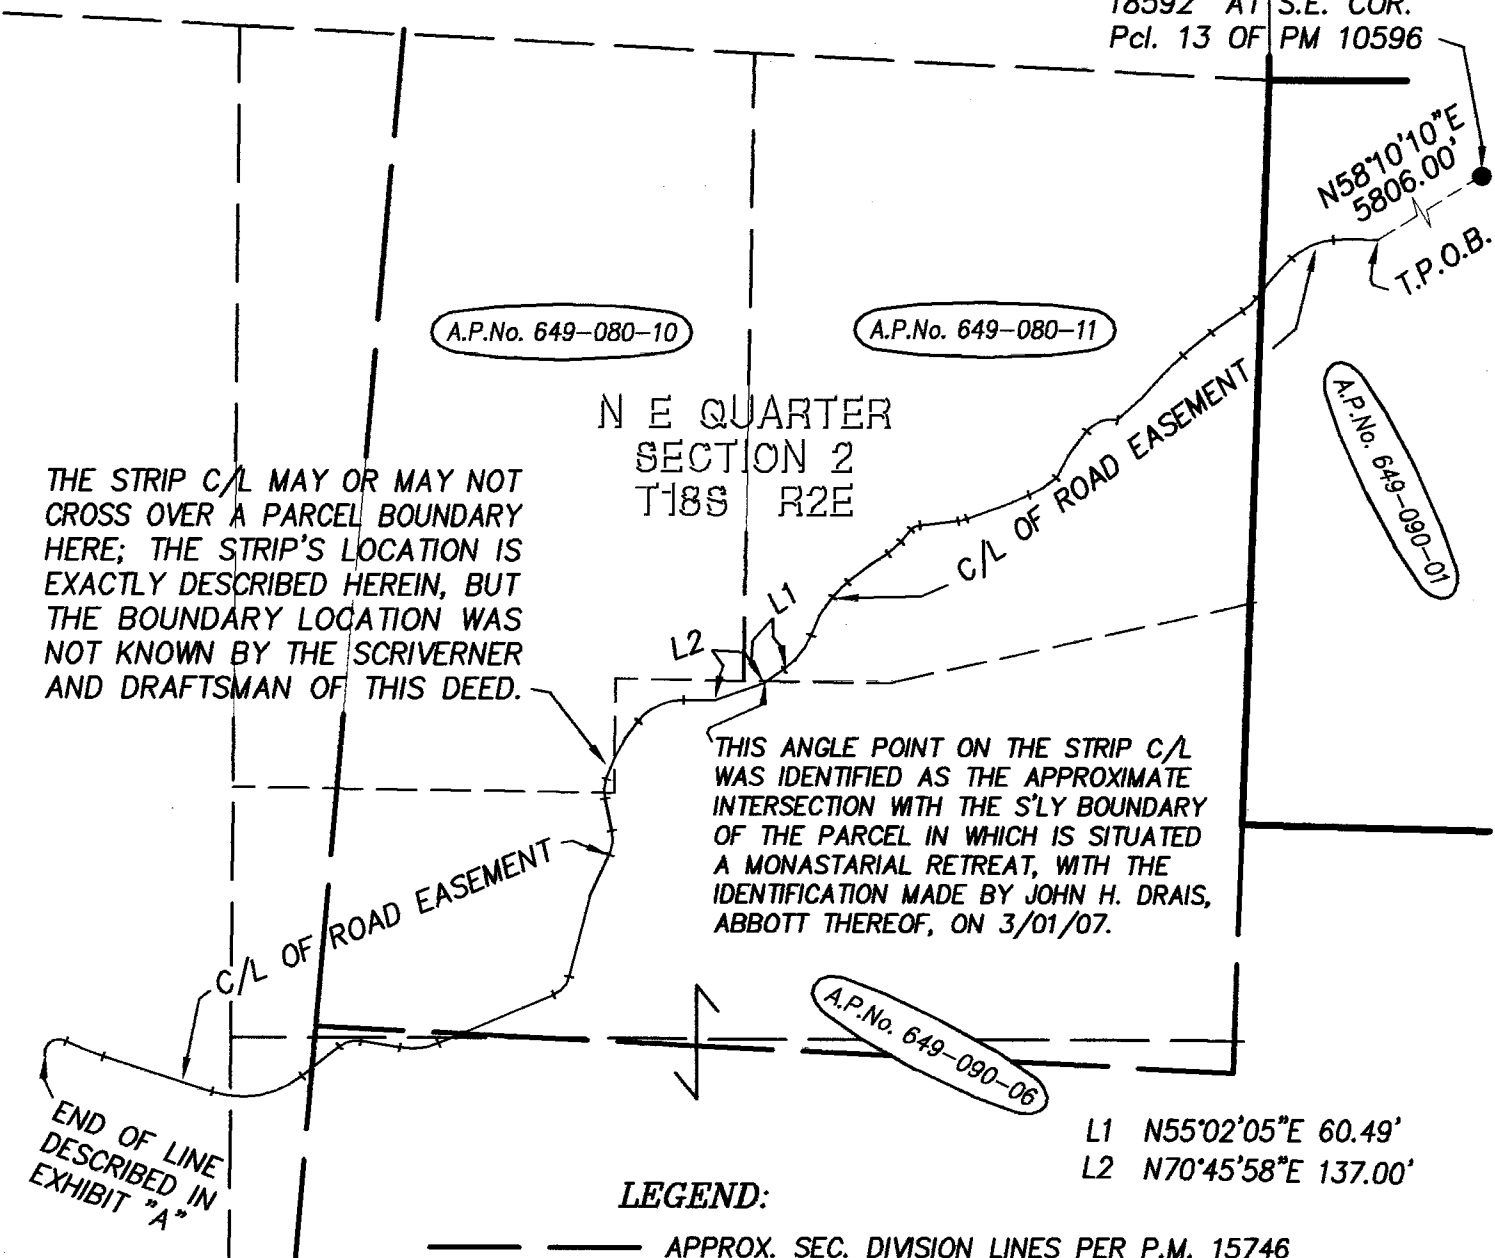 18592 AT S.E. COR.
Pcl. 13 OF PM 10596
N58°10'10"E
5806.00'
T.P.O.B.
A.P.No. 649-080-10
A.P.No. 649-080-11
N E QUARTER
SECTION 2
T18S R2E
A.P.No. 649-090-01
C/L OF ROAD EASEMENT
THE STRIP C/L MAY OR MAY NOT
CROSS OVER A PARCEL BOUNDARY
HERE; THE STRIP'S LOCATION IS
EXACTLY DESCRIBED HEREIN, BUT
THE BOUNDARY LOCATION WAS
NOT KNOWN BY THE SCRIVERNER
AND DRAFTSMAN OF THIS DEED.
L1
L2
THIS ANGLE POINT ON THE STRIP C/L
WAS IDENTIFIED AS THE APPROXIMATE
INTERSECTION WITH THE S'LY BOUNDARY
OF THE PARCEL IN WHICH IS SITUATED
A MONASTARIAL RETREAT, WITH THE
IDENTIFICATION MADE BY JOHN H. DRAIS,
ABBOTT THEREOF, ON 3/01/07.
C/L OF ROAD EASEMENT
A.P.No. 649-090-06
END OF LINE
DESCRIBED IN
EXHIBIT "A"
L1 N55°02'05"E 60.49'
L2 N70°45'58"E 137.00'
LEGEND:
APPROX. SEC. DIVISION LINES PER P.M. 15746